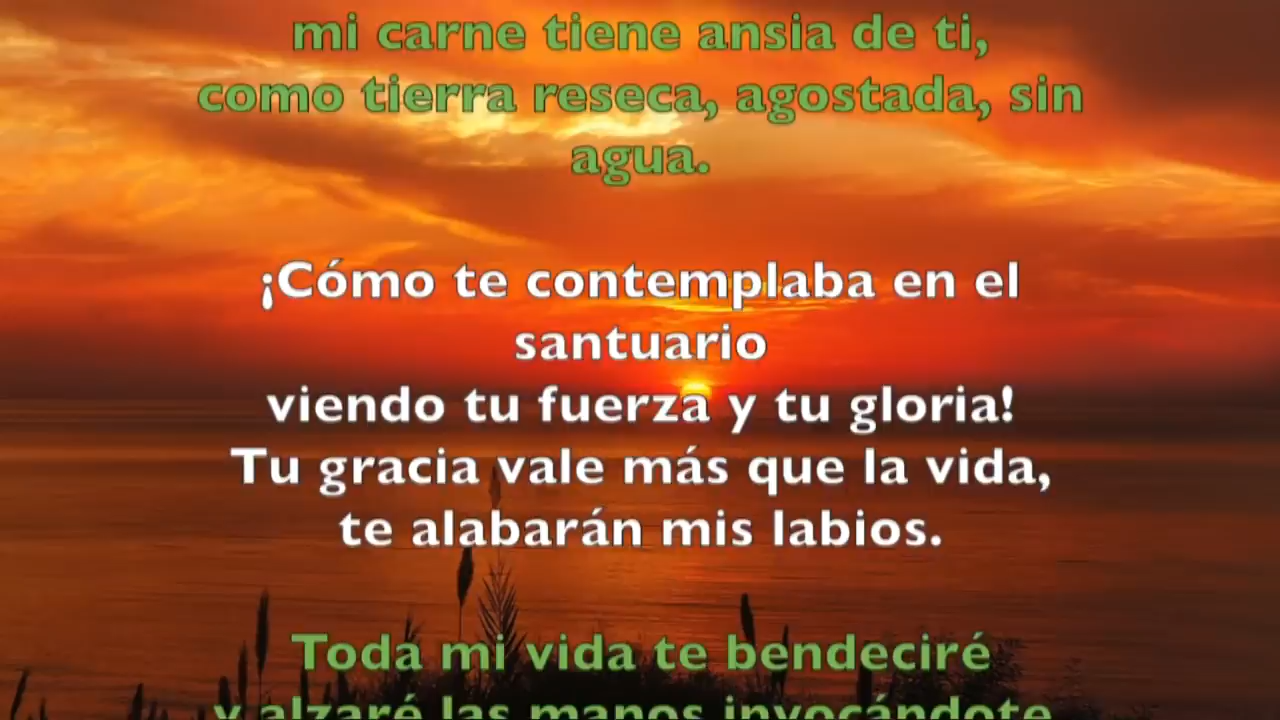 mi carne tiene ansia de ti,
como tierra reseca, agostada, sin
agua.
¡Cómo te contemplaba en el
santuario
viendo tu fuerza y tu gloria!
Tu gracia vale más que la vida,
te alabarán mis labios.
Toda mi vida te bendeciré
y alzaré las manos invocándote